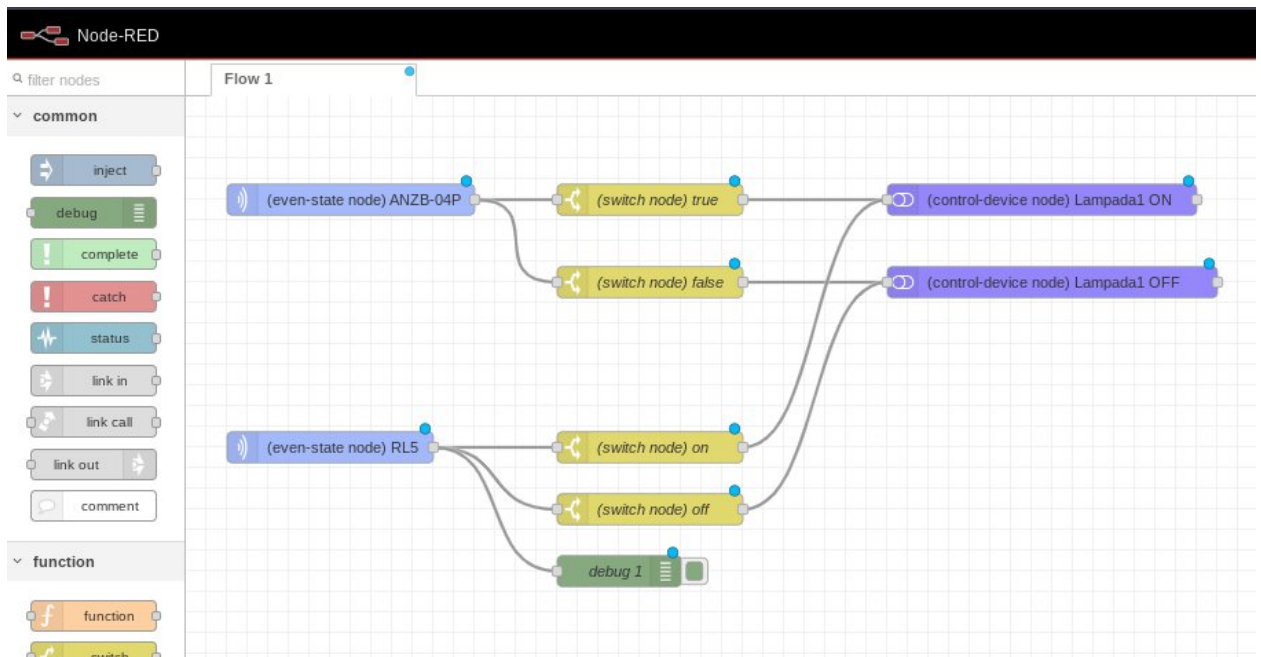 Node-RED
filter nodes
Flow 1
common
inject
debug
complete
catch
status
link in
link call
link out
comment
function
function
switch
(even-state node) ANZB-04P
(switch node) true
(control-device node) Lampada1 ON
(switch node) false
(control-device node) Lampada1 OFF
(even-state node) RL5
(switch node) on
(switch node) off
debug 1